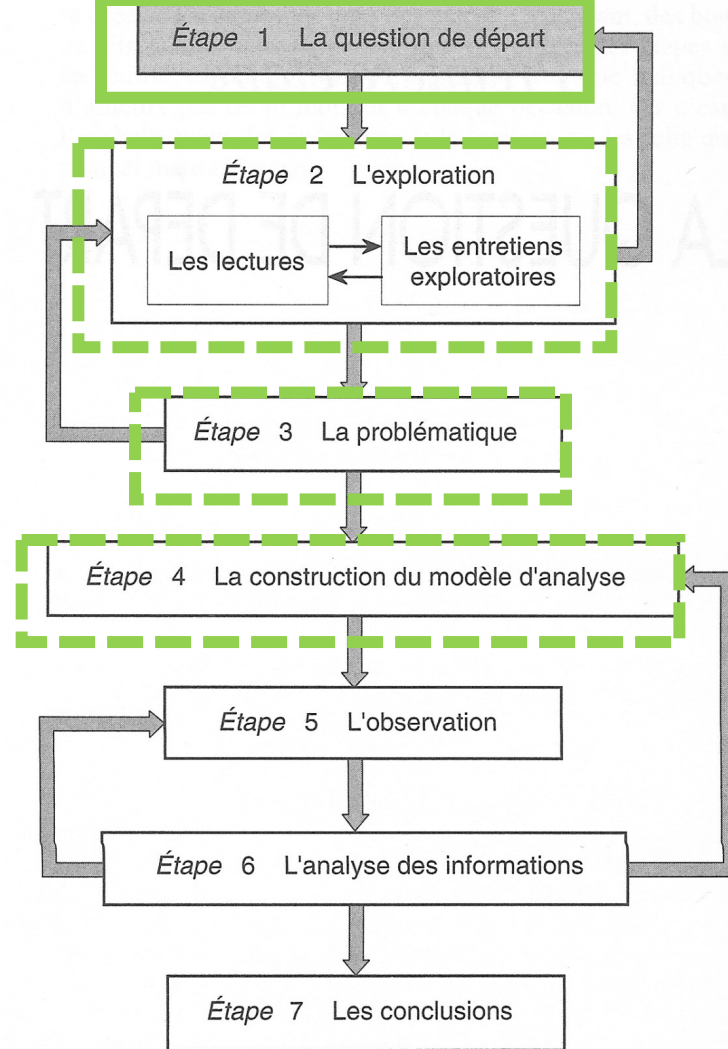 Étape 1 La question de départ
Étape 2 L'exploration
Les lectures
Les entretiens
exploratoires
Étape 3 La problématique
Étape 4 La construction du modèle d'analyse
Étape 5 L'observation
Étape 6 L'analyse des informations
Étape 7 Les conclusions